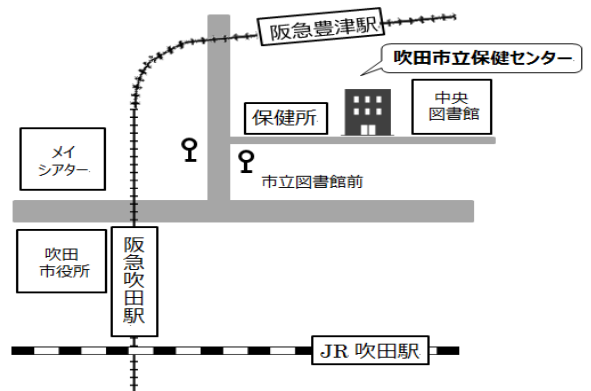 阪急豊津駅
吹田市立保健センター
保健所
中央
図書館
メイ
シアター
市立図書館前
吹田
市役所
阪急吹田駅
JR 吹田駅